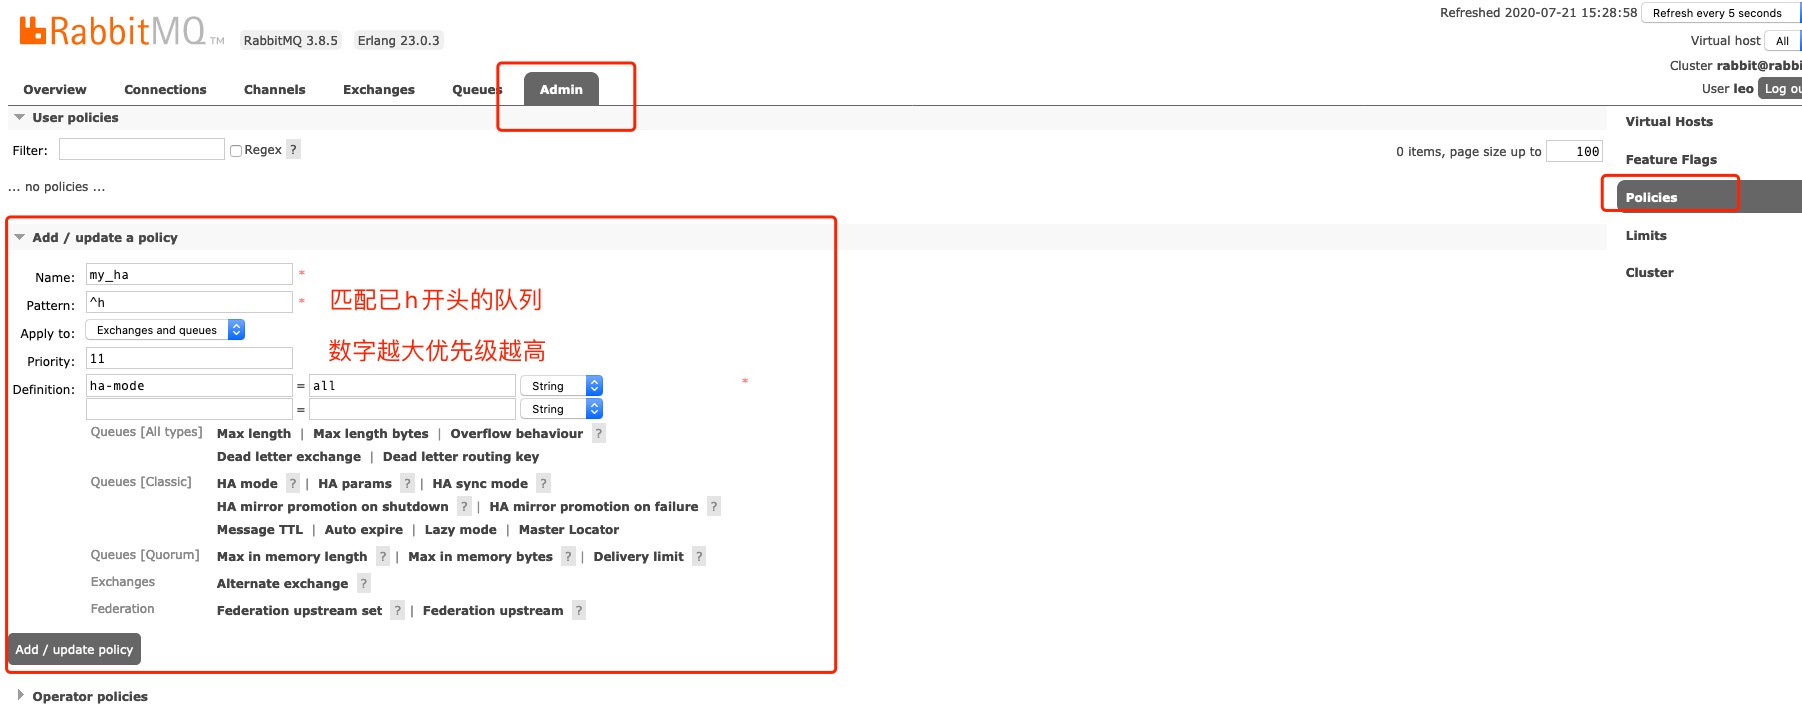 Refreshed 2020-07-21 15:28:58 Refresh every 5 seconds
RabbitMQ TM RabbitMQ 3.8.5 Erlang 23.0.3
Virtual host All
Cluster rabbit@rabbi
User leo Log ou
Overview Connections Channels Exchanges Queues Admin
User policies
Virtual Hosts
Filter: Regex ?
0 items, page size up to 100
Feature Flags
... no policies ...
Policies
Limits
Cluster
Add / update a policy
Name: my_ha *
Pattern: ^h * 匹配已h开头的队列
Apply to: Exchanges and queues
Priority: 11 数字越大优先级越高
Definition: ha-mode = all String *
= String
Queues [All types] Max length | Max length bytes | Overflow behaviour ?
Dead letter exchange | Dead letter routing key
Queues [Classic] HA mode ? | HA params ? | HA sync mode ?
HA mirror promotion on shutdown ? | HA mirror promotion on failure ?
Message TTL | Auto expire | Lazy mode | Master Locator
Queues [Quorum] Max in memory length ? | Max in memory bytes ? | Delivery limit ?
Exchanges Alternate exchange ?
Federation Federation upstream set ? | Federation upstream ?
Add / update policy
Operator policies